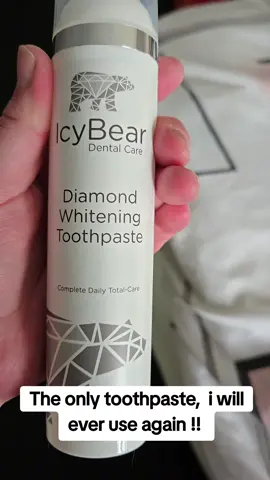 IcyBear
Dental Care
Diamond
Whitening
Toothpaste
Complete Daily Total-Care
The only toothpaste,  i will
ever use again !!